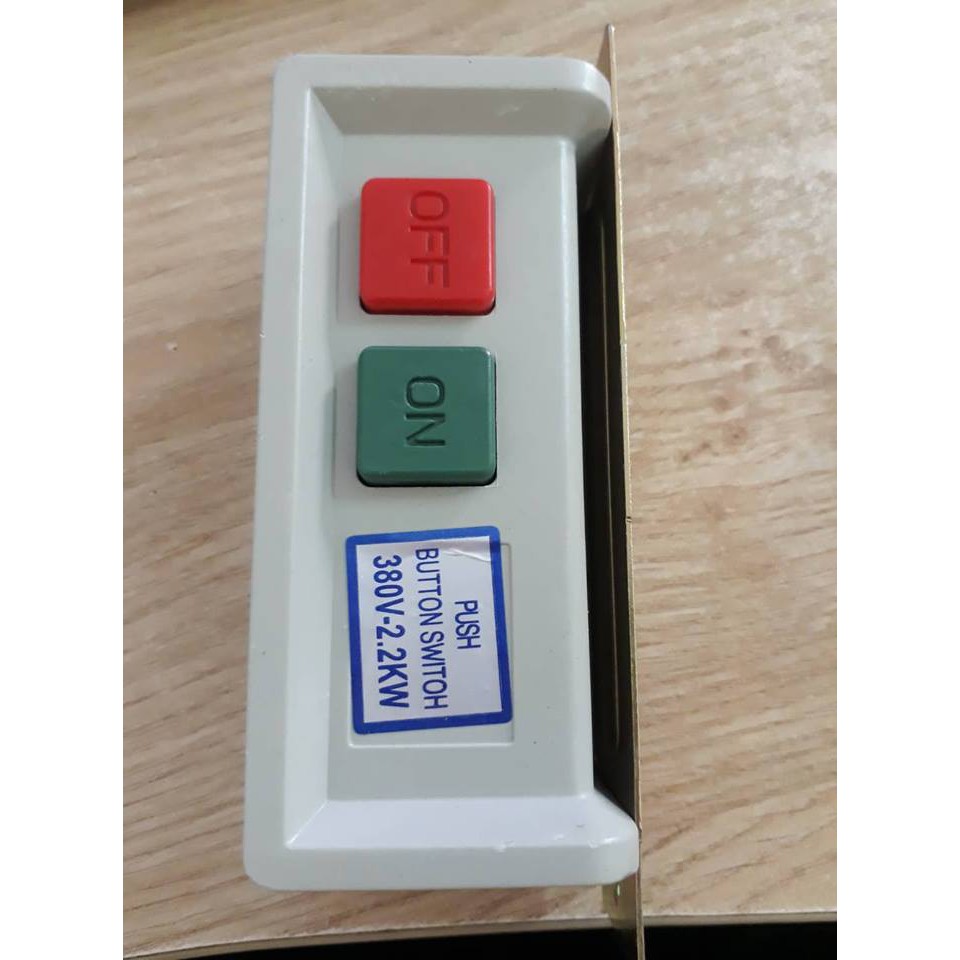 OFF
ON
PUSH
BUTTON SWITOH
380V-2.2KW